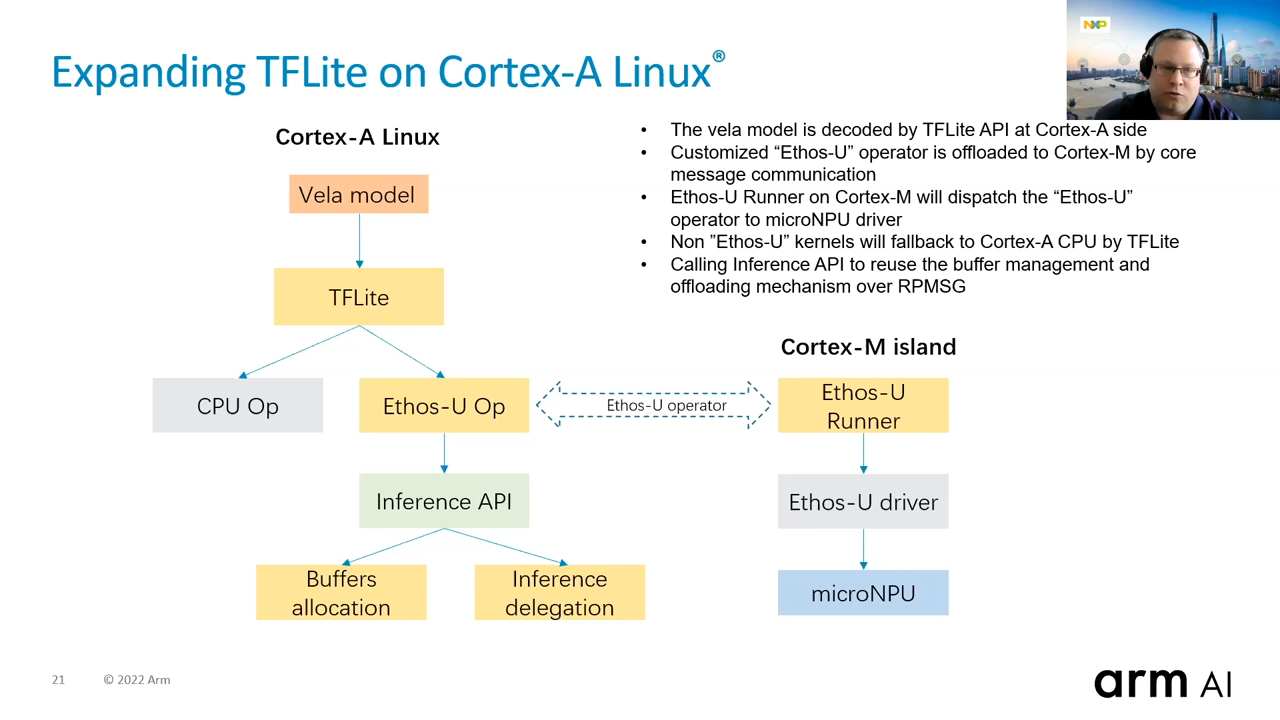 NXP
Expanding TFLite on Cortex-A Linux®
Cortex-A Linux
Vela model
TFLite
CPU Op
Ethos-U Op
Inference API
Buffers
allocation
Inference
delegation
• The vela model is decoded by TFLite API at Cortex-A side
• Customized “Ethos-U” operator is offloaded to Cortex-M by core
message communication
• Ethos-U Runner on Cortex-M will dispatch the “Ethos-U”
operator to microNPU driver
• Non ”Ethos-U” kernels will fallback to Cortex-A CPU by TFLite
• Calling Inference API to reuse the buffer management and
offloading mechanism over RPMSG
Ethos-U operator
Cortex-M island
Ethos-U
Runner
Ethos-U driver
microNPU
21
© 2022 Arm
arm AI